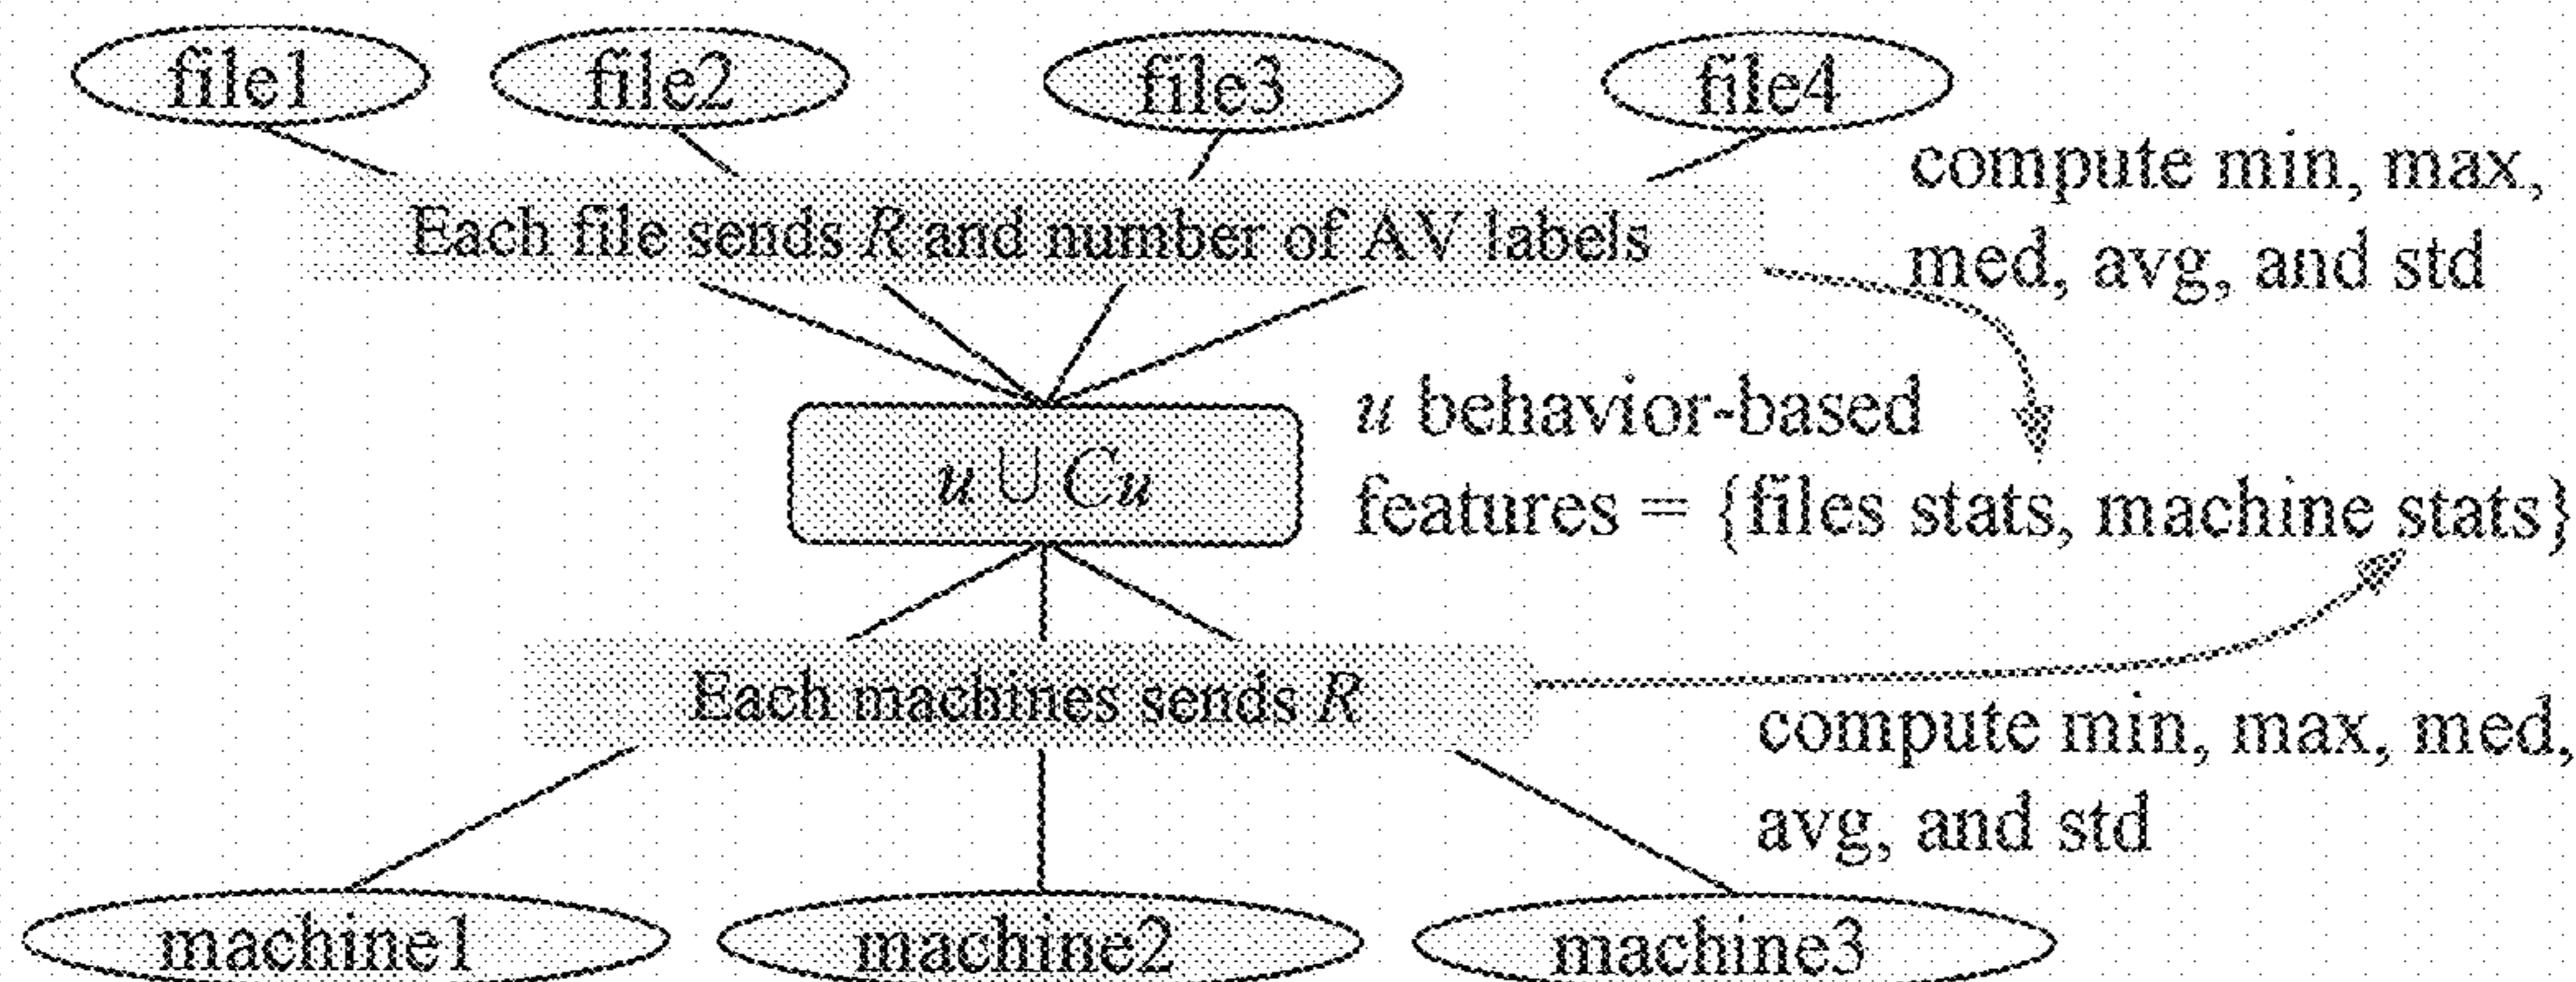 file1 file2 file3 file4
compute min, max,
med, avg, and std
Each file sends R and number of AV labels
u behavior-based
features = {files stats, machine stats}
u ∪ Cu
Each machines sends R
compute min, max, med,
avg, and std
machine1 machine2 machine3